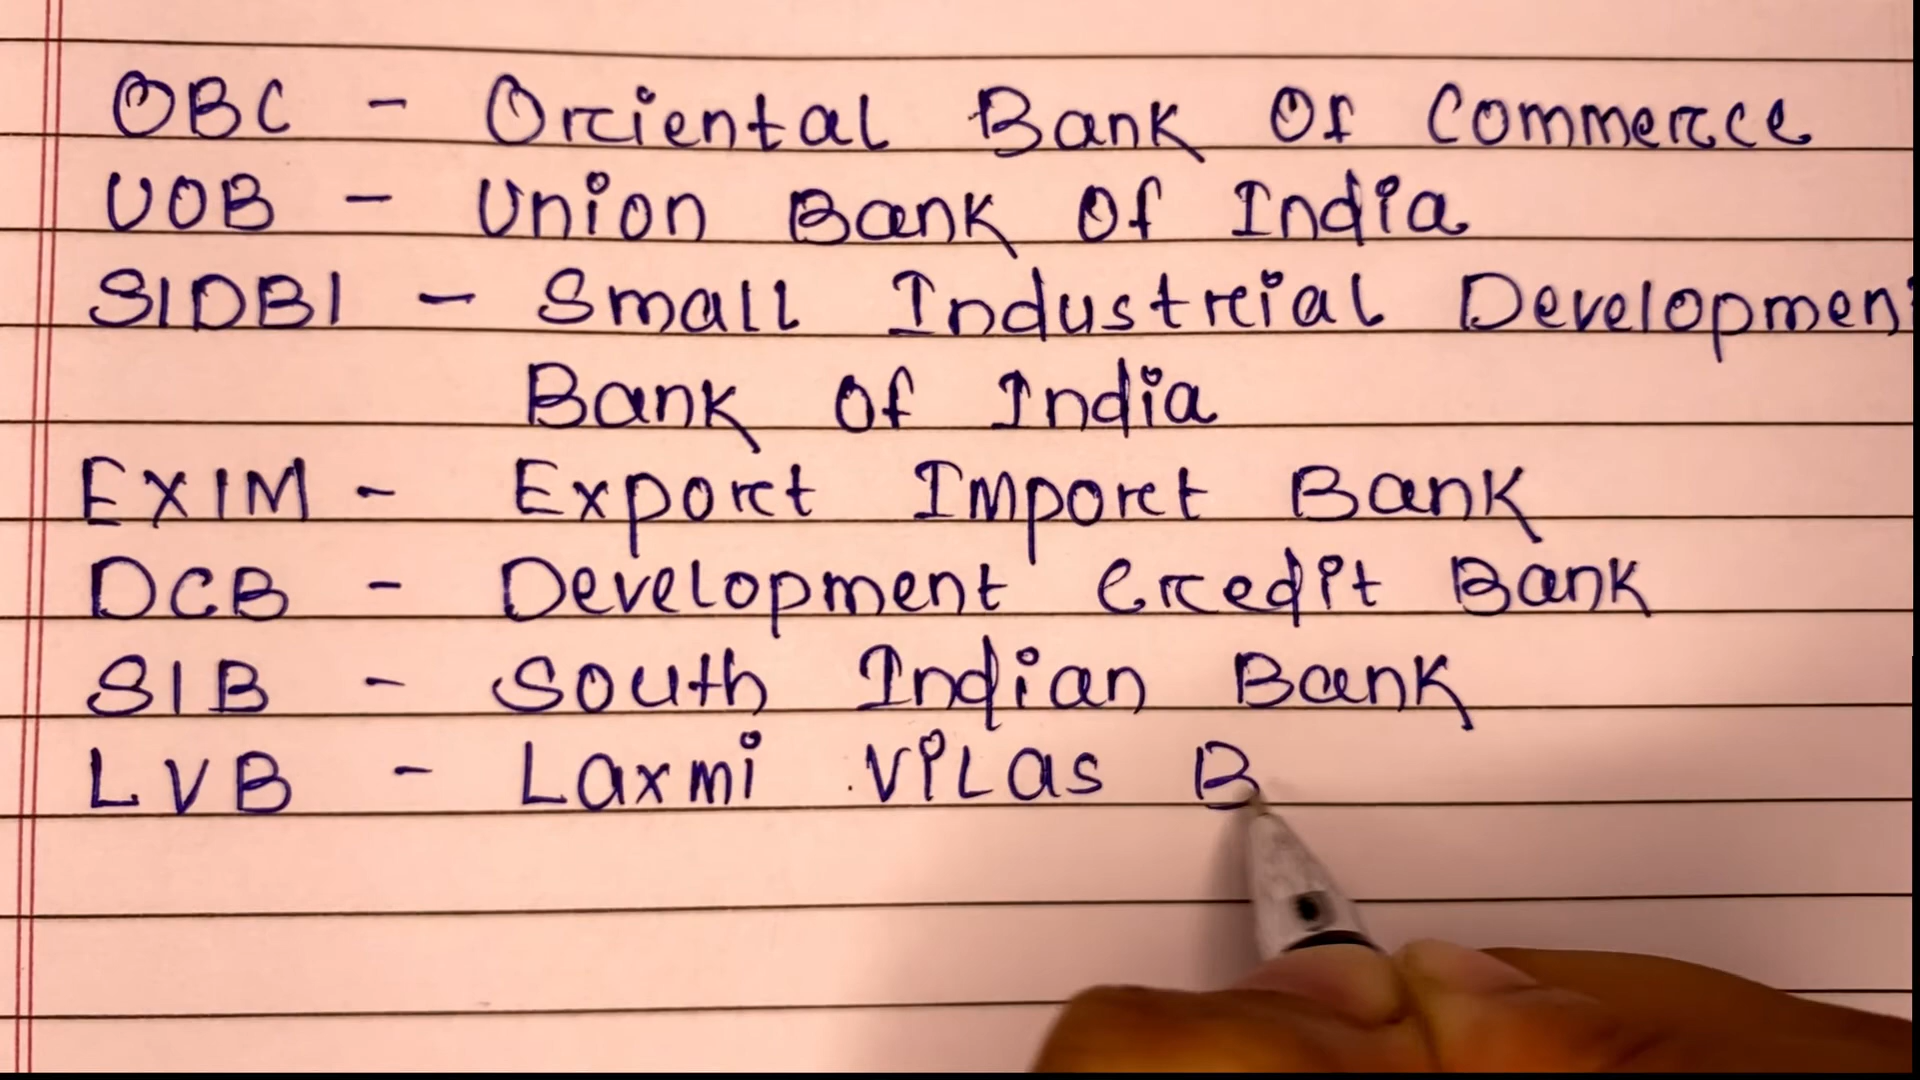 OBC - Oriental Bank Of Commerce
UOB - Union Bank Of India
SIDBI - Small Industrial Developmen
Bank Of India
EXIM - Export Import Bank
DCB - Development Credit Bank
SIB - South Indian Bank
LVB - Laxmi Vilas B